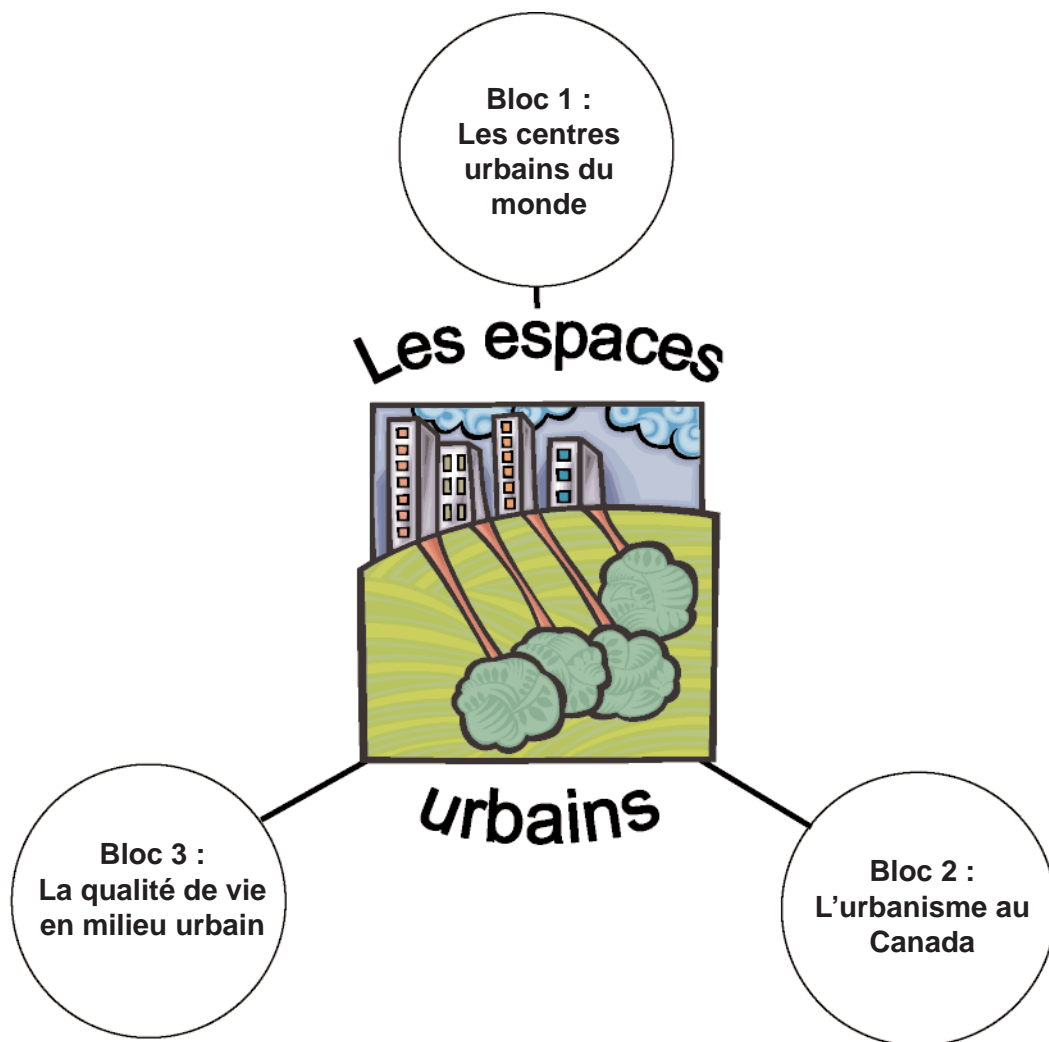 Bloc 1 :
Les centres
urbains du
monde
Les espaces
urbains
Bloc 3 :
La qualité de vie
en milieu urbain
Bloc 2 :
L’urbanisme au
Canada